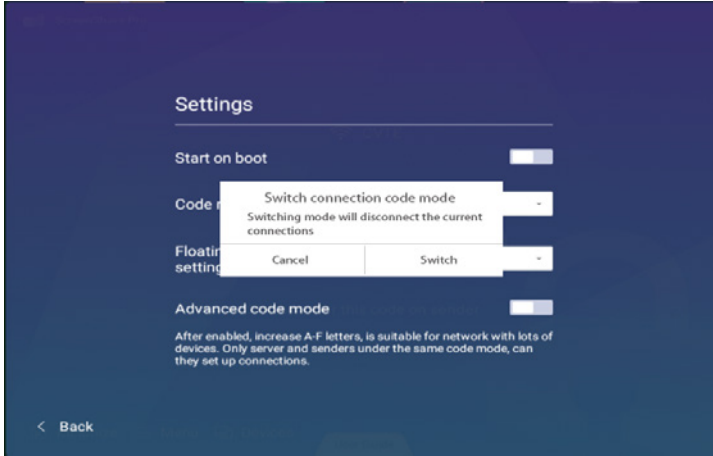 Settings
Start on boot
Code
Switch connection code mode
Switching mode will disconnect the current
connections
Cancel
Switch
Advanced code mode
After enabled, increase A-F letters, is suitable for network with lots of
devices. Only server and senders under the same code mode, can
they set up connections.
< Back